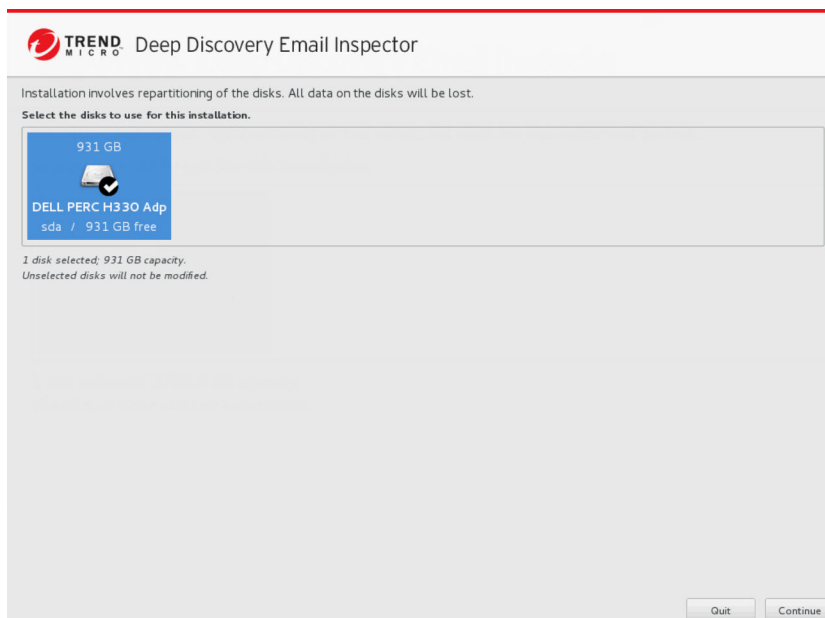 TREND MICRO Deep Discovery Email Inspector
Installation involves repartitioning of the disks. All data on the disks will be lost.
Select the disks to use for this installation.
931 GB
DELL PERC H330 Adp
sda / 931 GB free
1 disk selected; 931 GB capacity.
Unselected disks will not be modified.
Quit Continue